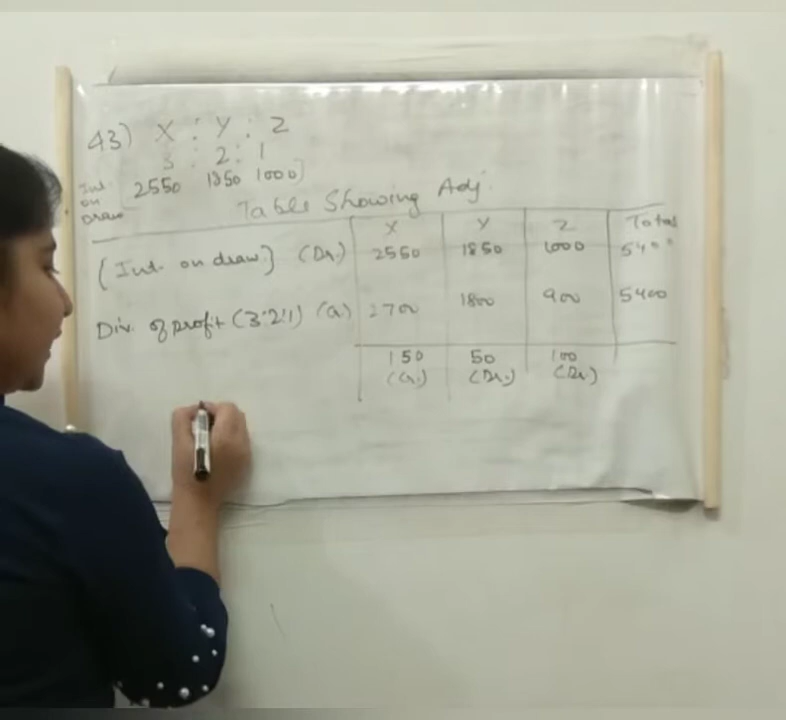 43) X : Y : Z
3 : 2 : 1
Int. on Draw [2550 1850 1000]
Table Showing Adj.
X Y Z Total
(Int. on draw.) (Dr.) 2550 1850 1000 5400
Div. of profit (3:2:1) (Cr) 2700 1800 900 5400
150 50 100
(Cr.) (Dr.) (Dr.)